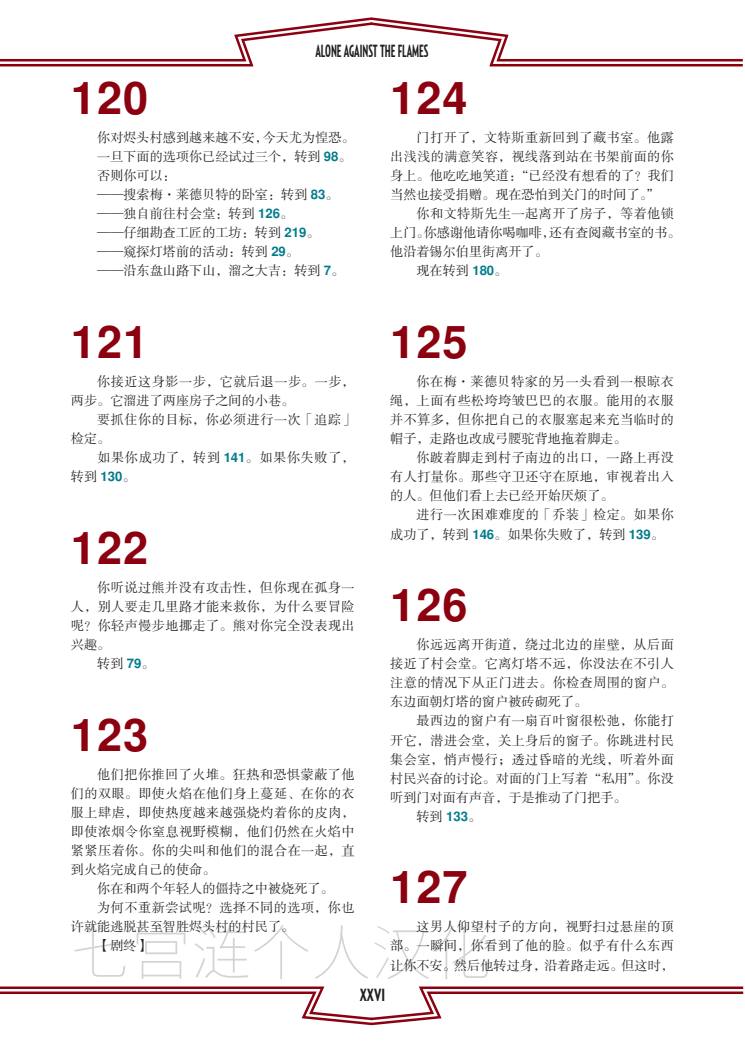 ALONE AGAINST THE FLAMES
120
你对烬头村感到越来越不安，今天尤为惶恐。
一旦下面的选项你已经试过三个，转到 98。
否则你可以：
——搜索梅·莱德贝特的卧室：转到 83。
——独自前往村会堂：转到 126。
——仔细勘查工匠的工坊：转到 219。
——窥探灯塔前的活动：转到 29。
——沿东盘山路下山，溜之大吉：转到 7。
121
你接近这身影一步，它就后退一步。一步，
两步。它溜进了两座房子之间的小巷。
要抓住你的目标，你必须进行一次「追踪」
检定。
如果你成功了，转到 141。如果你失败了，
转到 130。
122
你听说过熊并没有攻击性，但你现在孤身一
人，别人要走几里路才能来救你，为什么要冒险
呢？你轻声慢步地挪走了。熊对你完全没表现出
兴趣。
转到 79。
123
他们把你推回了火堆。狂热和恐惧蒙蔽了他
们的双眼。即使火焰在他们身上蔓延、在你的衣
服上肆虐，即使热度越来越强烧灼着你的皮肉，
即使浓烟令你窒息视野模糊，他们仍然在火焰中
紧紧压着你。你的尖叫和他们的混合在一起，直
到火焰完成自己的使命。
你在和两个年轻人的僵持之中被烧死了。
为何不重新尝试呢？选择不同的选项，你也
许就能逃脱甚至智胜烬头村的村民了。
【剧终】
124
门打开了，文特斯重新回到了藏书室。他露
出浅浅的满意笑容，视线落到站在书架前面的你
身上。他吃吃地笑道：“已经没有想看的了？我们
当然也接受捐赠。现在恐怕到关门的时间了。”
你和文特斯先生一起离开了房子，等着他锁
上门。你感谢他请你喝咖啡，还有查阅藏书室的书。
他沿着锡尔伯里街离开了。
现在转到 180。
125
你在梅·莱德贝特家的另一头看到一根晾衣
绳，上面有些松垮垮皱巴巴的衣服。能用的衣服
并不算多，但你把自己的衣服塞起来充当临时的
帽子，走路也改成弓腰驼背地拖着脚走。
你跛着脚走到村子南边的出口，一路上再没
有人打量你。那些守卫还守在原地，审视着出入
的人。但他们看上去已经开始厌烦了。
进行一次困难难度的「乔装」检定。如果你
成功了，转到 146。如果你失败了，转到 139。
126
你远远离开街道，绕过北边的崖壁，从后面
接近了村会堂。它离灯塔不远，你没法在不引人
注意的情况下从正门进去。你检查周围的窗户。
东边面朝灯塔的窗户被砖砌死了。
最西边的窗户有一扇百叶窗很松弛，你能打
开它，潜进会堂，关上身后的窗子。你跳进村民
集会室，悄声慢行；透过昏暗的光线，听着外面
村民兴奋的讨论。对面的门上写着“私用”。你没
听到门对面有声音，于是推动了门把手。
转到 133。
127
这男人仰望村子的方向，视野扫过悬崖的顶
部。一瞬间，你看到了他的脸。似乎有什么东西
让你不安。然后他转过身，沿着路走远。但这时，
七宫涟个人汉化
XXVI